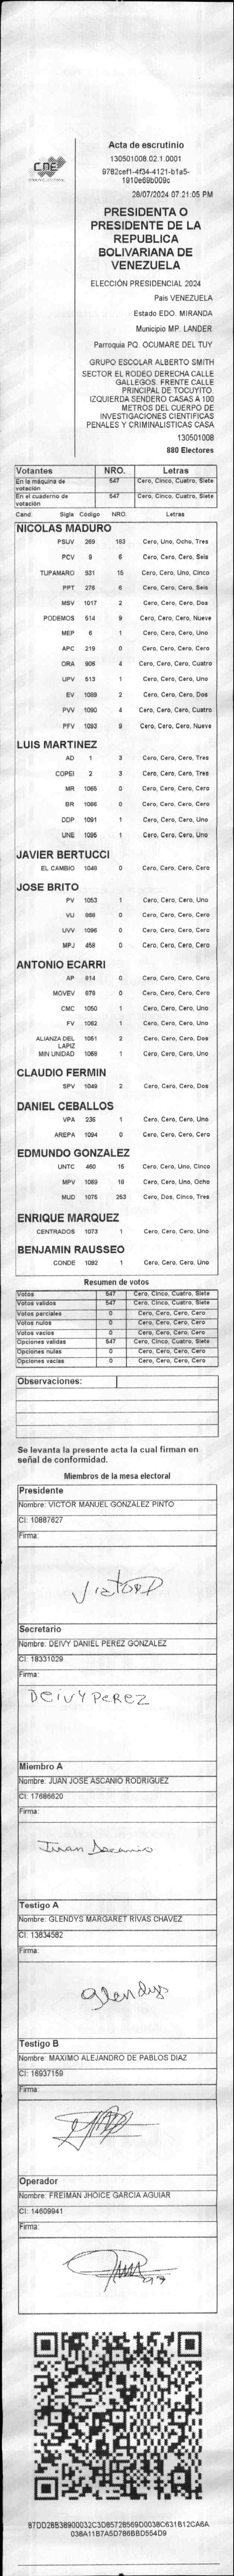 CNE
Acta de escrutinio
130501008.02.1.0001
9782cef1-4f34-4121-b1a5-
1910e69b009c
28/07/2024 07:21:05 PM
PRESIDENTA O
PRESIDENTE DE LA
REPUBLICA
BOLIVARIANA DE
VENEZUELA
ELECCIÓN PRESIDENCIAL 2024
País VENEZUELA
Estado EDO. MIRANDA
Municipio MP. LANDER
Parroquia PQ. OCUMARE DEL TUY
GRUPO ESCOLAR ALBERTO SMITH
SECTOR EL RODEO DERECHA CALLE
GALLEGOS. FRENTE CALLE
PRINCIPAL DE TOCUYITO.
IZQUIERDA SENDERO CASAS A 100
METROS DEL CUERPO DE
INVESTIGACIONES CIENTIFICAS
PENALES Y CRIMINALISTICAS CASA
130501008
880 Electores
Votantes NRO. Letras
En la máquina de votación 547 Cero, Cinco, Cuatro, Siete
En el cuaderno de votación 547 Cero, Cinco, Cuatro, Siete
Cand. Sigla Código NRO. Letras
NICOLAS MADURO
PSUV 269 183 Cero, Uno, Ocho, Tres
PCV 9 6 Cero, Cero, Cero, Seis
TUPAMARO 931 15 Cero, Cero, Uno, Cinco
PPT 276 6 Cero, Cero, Cero, Seis
MSV 1017 2 Cero, Cero, Cero, Dos
PODEMOS 514 9 Cero, Cero, Cero, Nueve
MEP 6 1 Cero, Cero, Cero, Uno
APC 219 0 Cero, Cero, Cero, Cero
ORA 906 4 Cero, Cero, Cero, Cuatro
UPV 513 1 Cero, Cero, Cero, Uno
EV 1089 2 Cero, Cero, Cero, Dos
PVV 1090 4 Cero, Cero, Cero, Cuatro
PFV 1093 9 Cero, Cero, Cero, Nueve
LUIS MARTINEZ
AD 1 3 Cero, Cero, Cero, Tres
COPEI 2 3 Cero, Cero, Cero, Tres
MR 1065 0 Cero, Cero, Cero, Cero
BR 1066 0 Cero, Cero, Cero, Cero
DDP 1091 1 Cero, Cero, Cero, Uno
UNE 1095 1 Cero, Cero, Cero, Uno
JAVIER BERTUCCI
EL CAMBIO 1048 0 Cero, Cero, Cero, Cero
JOSE BRITO
PV 1053 1 Cero, Cero, Cero, Uno
VU 868 0 Cero, Cero, Cero, Cero
UVV 1096 0 Cero, Cero, Cero, Cero
MPJ 458 0 Cero, Cero, Cero, Cero
ANTONIO ECARRI
AP 814 0 Cero, Cero, Cero, Cero
MOVEV 879 0 Cero, Cero, Cero, Cero
CMC 1050 1 Cero, Cero, Cero, Uno
FV 1062 1 Cero, Cero, Cero, Uno
ALIANZA DEL LAPIZ 1051 2 Cero, Cero, Cero, Dos
MIN UNIDAD 1068 1 Cero, Cero, Cero, Uno
CLAUDIO FERMIN
SPV 1049 2 Cero, Cero, Cero, Dos
DANIEL CEBALLOS
VPA 236 1 Cero, Cero, Cero, Uno
AREPA 1094 0 Cero, Cero, Cero, Cero
EDMUNDO GONZALEZ
UNTC 460 15 Cero, Cero, Uno, Cinco
MPV 1069 18 Cero, Cero, Uno, Ocho
MUD 1075 253 Cero, Dos, Cinco, Tres
ENRIQUE MARQUEZ
CENTRADOS 1073 1 Cero, Cero, Cero, Uno
BENJAMIN RAUSSEO
CONDE 1092 1 Cero, Cero, Cero, Uno
Resumen de votos
Votos 547 Cero, Cinco, Cuatro, Siete
Votos validos 547 Cero, Cinco, Cuatro, Siete
Votos parciales 0 Cero, Cero, Cero, Cero
Votos nulos 0 Cero, Cero, Cero, Cero
Votos vacios 0 Cero, Cero, Cero, Cero
Opciones validas 547 Cero, Cinco, Cuatro, Siete
Opciones nulas 0 Cero, Cero, Cero, Cero
Opciones vacias 0 Cero, Cero, Cero, Cero
Observaciones:
Se levanta la presente acta la cual firman en
señal de conformidad.
Miembros de la mesa electoral
Presidente
Nombre: VICTOR MANUEL GONZALEZ PINTO
CI: 10887627
Firma:
Secretario
Nombre: DEIVY DANIEL PEREZ GONZALEZ
CI: 18331029
Firma:
DeivY PeReZ
Miembro A
Nombre: JUAN JOSE ASCANIO RODRIGUEZ
CI: 17686620
Firma:
Juan Ascanio
Testigo A
Nombre: GLENDYS MARGARET RIVAS CHAVEZ
CI: 13834582
Firma:
Glendys
Testigo B
Nombre: MAXIMO ALEJANDRO DE PABLOS DIAZ
CI: 16937159
Firma:
Operador
Nombre: FREIMAN JHOICE GARCIA AGUIAR
CI: 14609941
Firma:
87DD28B38900032C3D85728569D0038C631B12CA6A
038A11B7A5D786BBD554D9